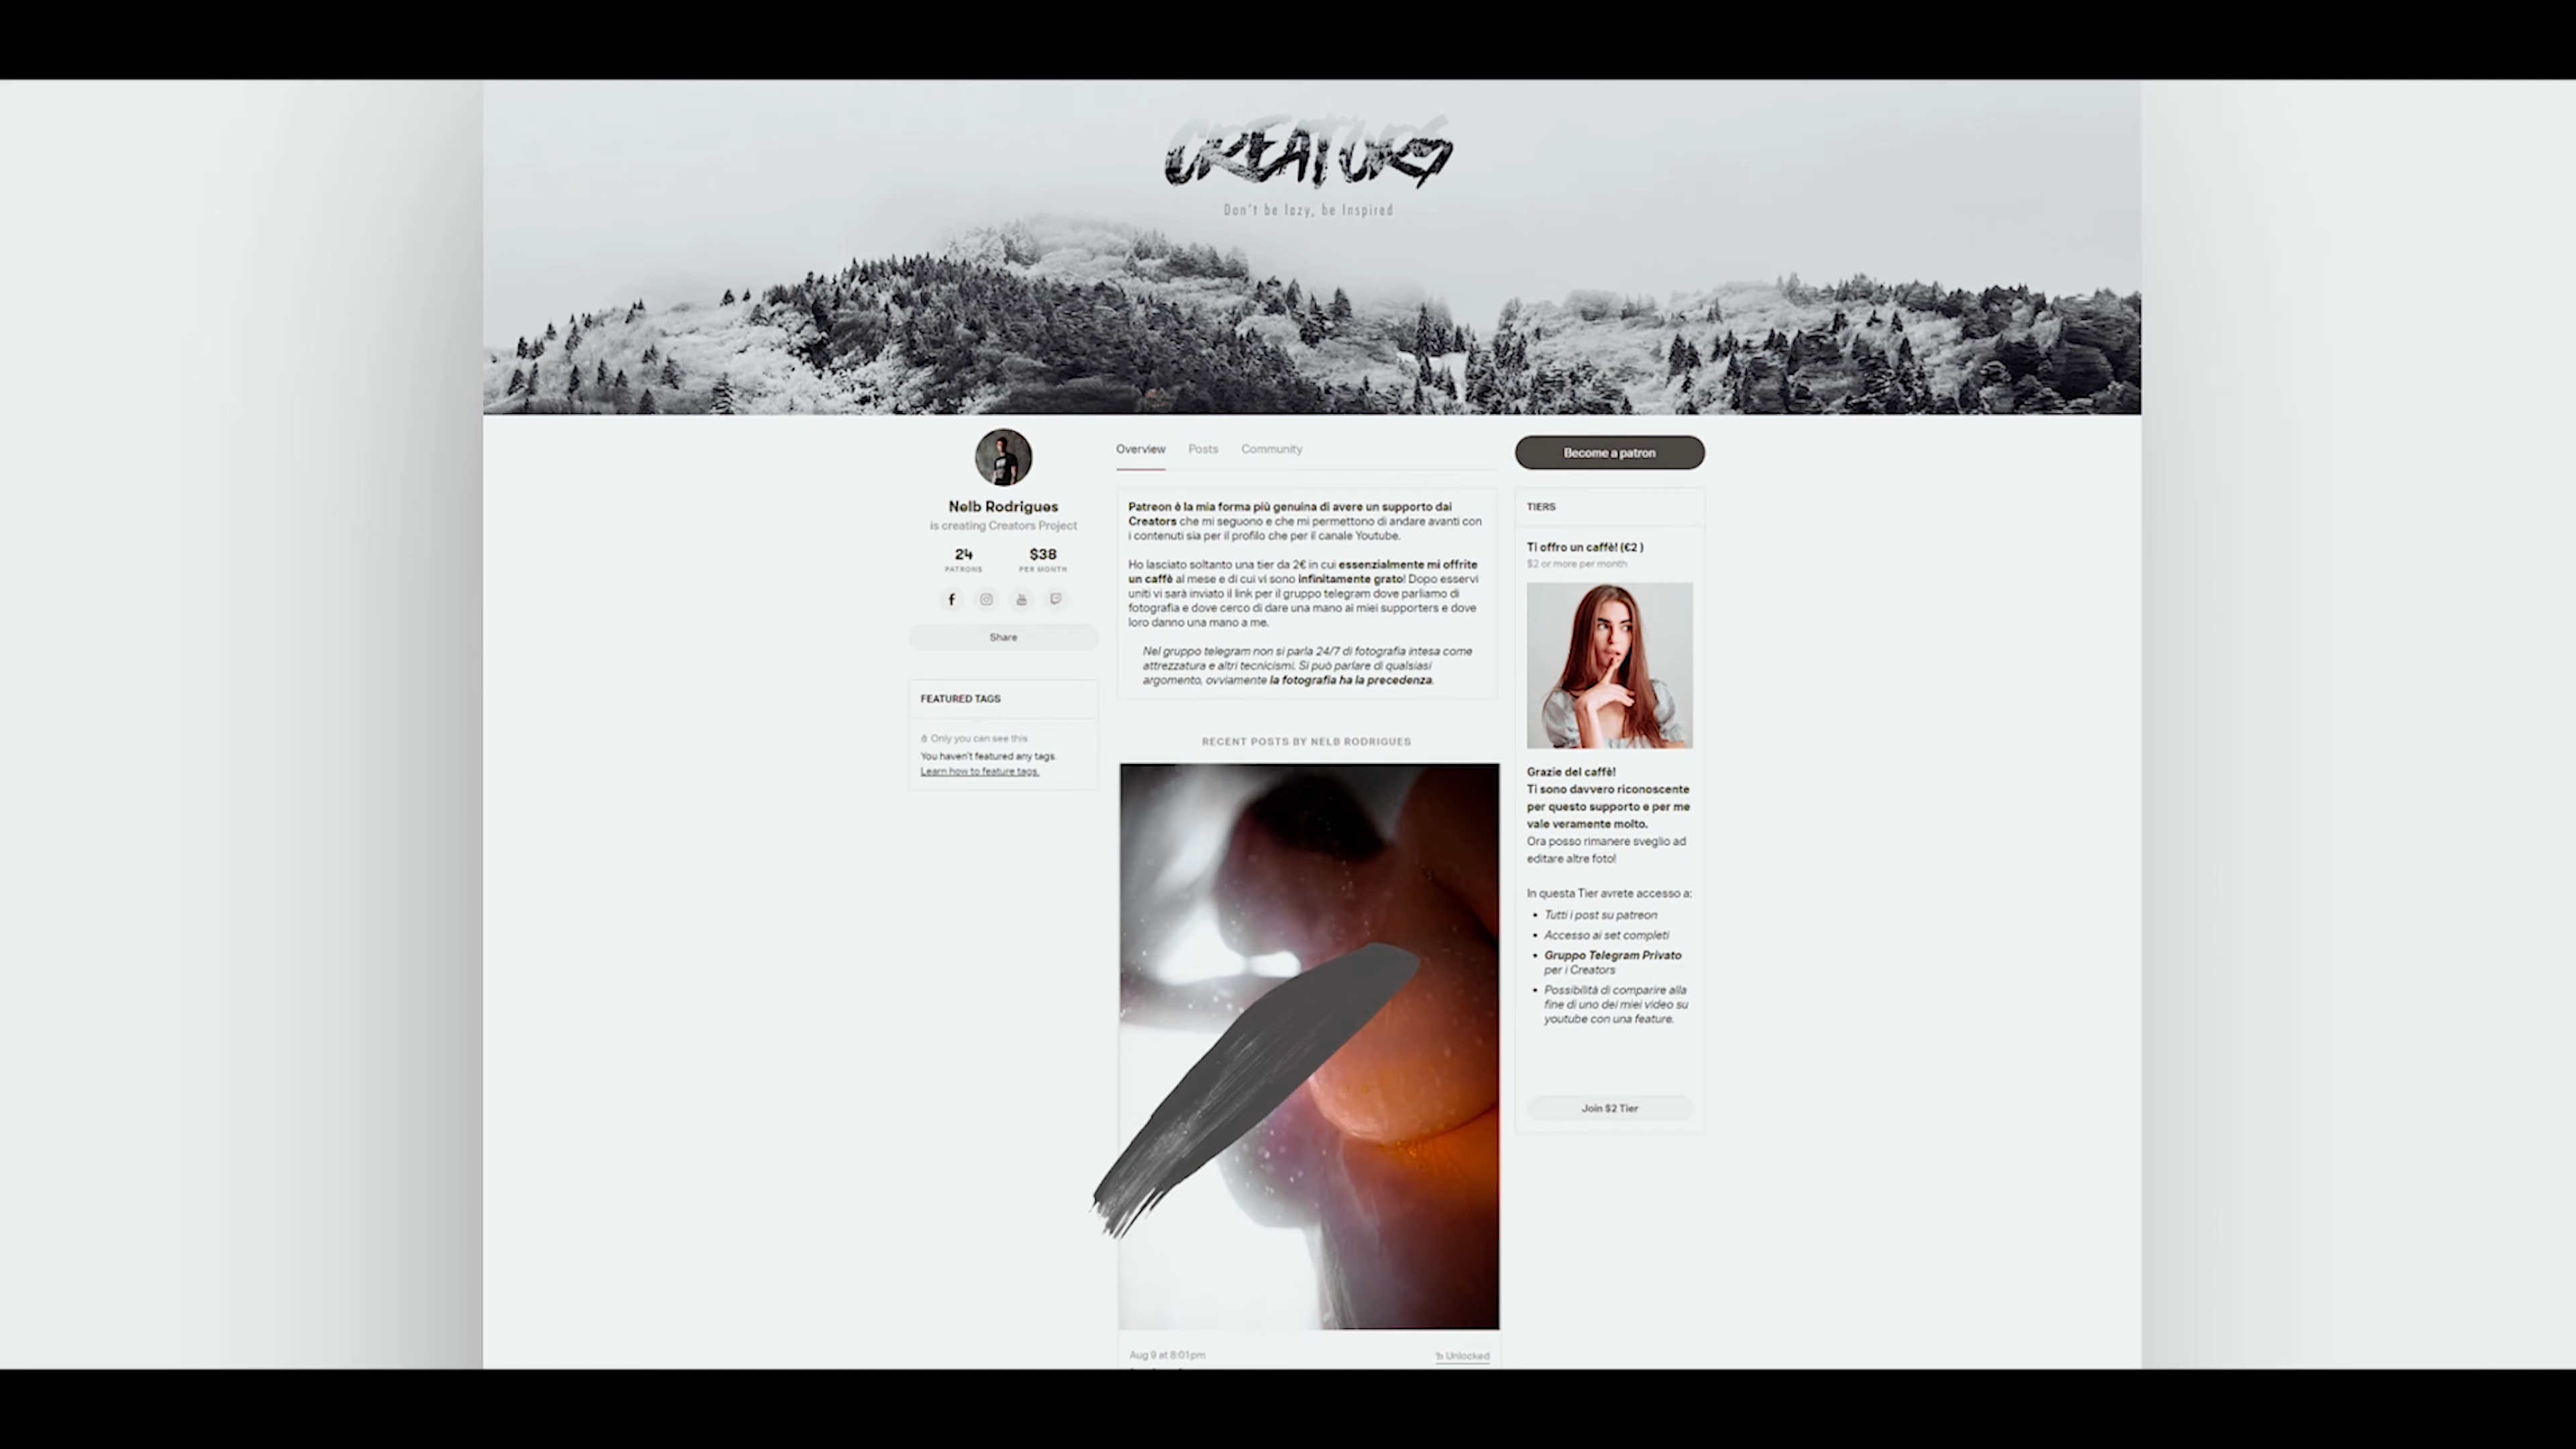 CREATORS
Don't be lazy, be Inspired
Nelb Rodrigues
is creating Creators Project
24
PATRONS
$38
PER MONTH
Share
FEATURED TAGS
Only you can see this
You haven't featured any tags.
Learn how to feature tags.
Overview
Posts
Community
Patreon è la mia forma più genuina di avere un supporto dai
Creators che mi seguono e che mi permettono di andare avanti con
i contenuti sia per il profilo che per il canale Youtube.
Ho lasciato soltanto una tier da 2€ in cui essenzialmente mi offrite
un caffè al mese e di cui vi sono infinitamente grato! Dopo esservi
uniti vi sarà inviato il link per il gruppo telegram dove parliamo di
fotografia e dove cerco di dare una mano ai miei supporters e dove
loro danno una mano a me.
Nel gruppo telegram non si parla 24/7 di fotografia intesa come
attrezzatura e altri tecnicismi. Si può parlare di qualsiasi
argomento, ovviamente la fotografia ha la precedenza.
RECENT POSTS BY NELB RODRIGUES
Aug 9 at 8:01pm
Unlocked
Become a patron
TIERS
Ti offro un caffè! (€2 )
$2 or more per month
Grazie del caffè!
Ti sono davvero riconoscente
per questo supporto e per me
vale veramente molto.
Ora posso rimanere sveglio ad
editare altre foto!
In questa Tier avrete accesso a:
• Tutti i post su patreon
• Accesso ai set completi
• Gruppo Telegram Privato
per i Creators
• Possibilità di comparire alla
fine di uno dei miei video su
youtube con una feature.
Join $2 Tier